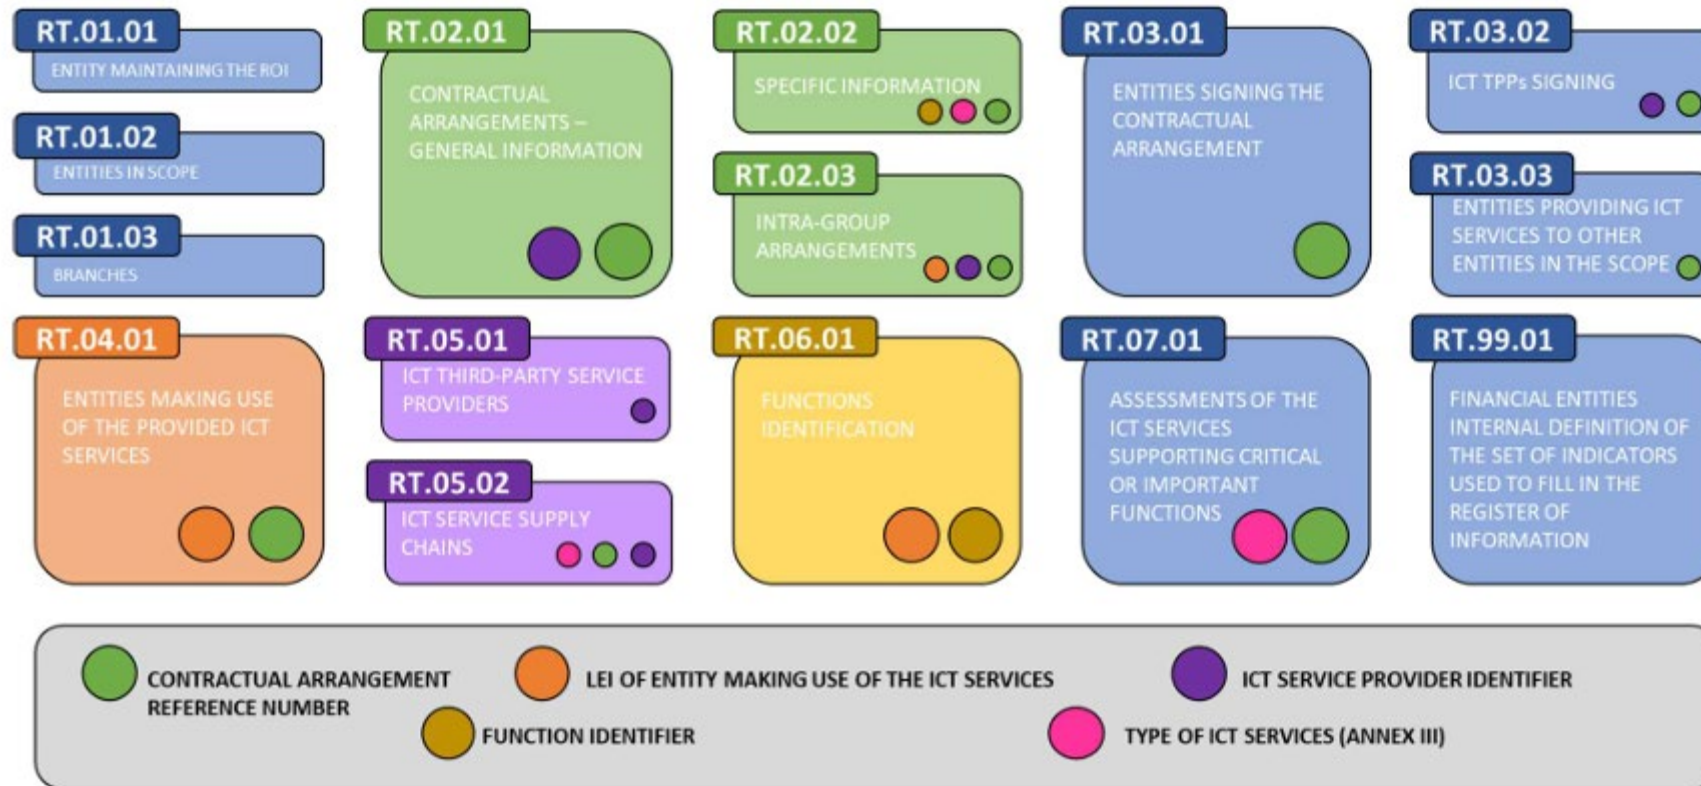 RT.01.01
ENTITY MAINTAINING THE ROI
RT.01.02
ENTITIES IN SCOPE
RT.01.03
BRANCHES
RT.02.01
CONTRACTUAL
ARRANGEMENTS –
GENERAL INFORMATION
RT.02.02
SPECIFIC INFORMATION
RT.02.03
INTRA-GROUP
ARRANGEMENTS
RT.03.01
ENTITIES SIGNING THE
CONTRACTUAL
ARRANGEMENT
RT.03.02
ICT TPPs SIGNING
RT.03.03
ENTITIES PROVIDING ICT
SERVICES TO OTHER
ENTITIES IN THE SCOPE
RT.04.01
ENTITIES MAKING USE
OF THE PROVIDED ICT
SERVICES
RT.05.01
ICT THIRD-PARTY SERVICE
PROVIDERS
RT.05.02
ICT SERVICE SUPPLY
CHAINS
RT.06.01
FUNCTIONS
IDENTIFICATION
RT.07.01
ASSESSMENTS OF THE
ICT SERVICES
SUPPORTING CRITICAL
OR IMPORTANT
FUNCTIONS
RT.99.01
FINANCIAL ENTITIES
INTERNAL DEFINITION OF
THE SET OF INDICATORS
USED TO FILL IN THE
REGISTER OF
INFORMATION
CONTRACTUAL ARRANGEMENT
REFERENCE NUMBER
LEI OF ENTITY MAKING USE OF THE ICT SERVICES
ICT SERVICE PROVIDER IDENTIFIER
FUNCTION IDENTIFIER
TYPE OF ICT SERVICES (ANNEX III)